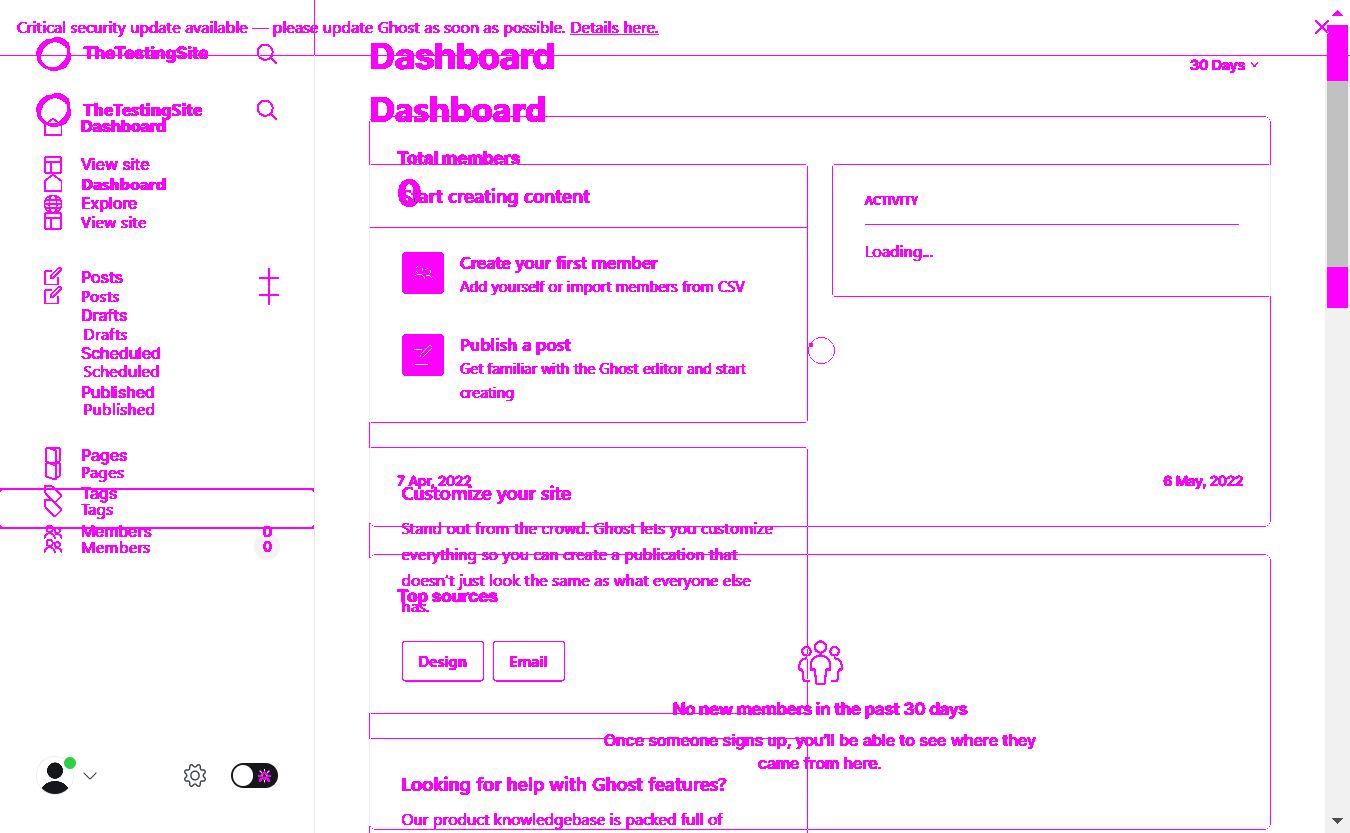 Critical security update available — please update Ghost as soon as possible. Details here.
TheTestingSite
Dashboard
30 Days
TheTestingSite
Dashboard
Dashboard
View site
Dashboard
Explore
View site
Posts
Posts
Drafts
Drafts
Scheduled
Scheduled
Published
Published
Pages
Pages
Tags
Tags
Members 0
Members 0
Total members
0
Start creating content
Create your first member
Add yourself or import members from CSV
Publish a post
Get familiar with the Ghost editor and start
creating
ACTIVITY
Loading...
7 Apr, 2022
6 May, 2022
Customize your site
Stand out from the crowd. Ghost lets you customize
everything so you can create a publication that
doesn't just look the same as what everyone else
has.
Top sources
Design
Email
No new members in the past 30 days
Once someone signs up, you'll be able to see where they
came from here.
Looking for help with Ghost features?
Our product knowledgebase is packed full of